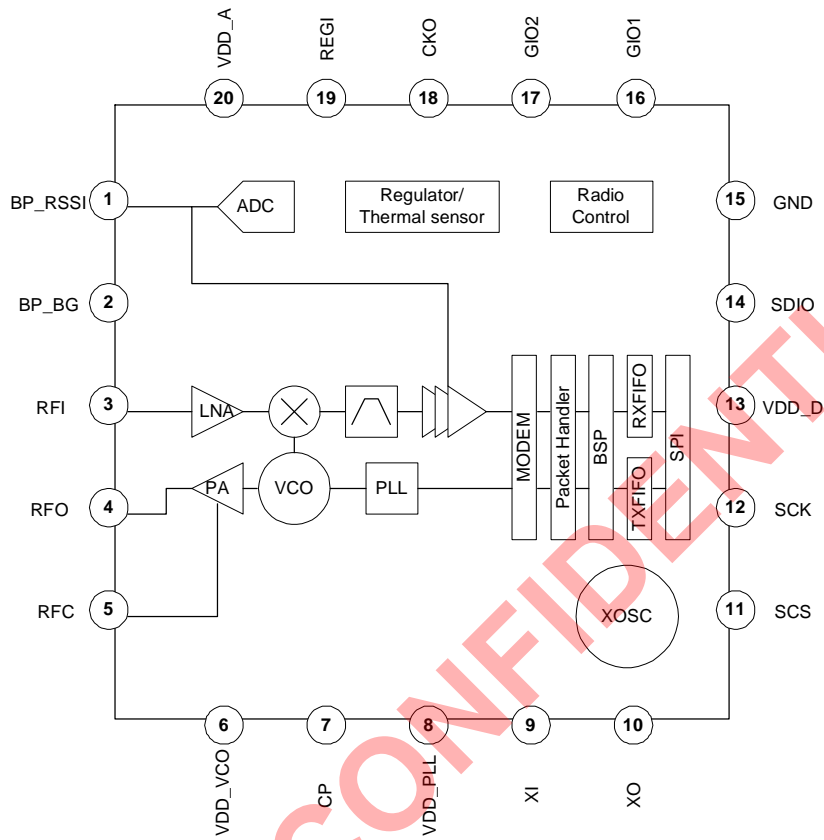 VDD_A
REGI
CKO
GIO2
GIO1
20
19
18
17
16
BP_RSSI
1
ADC
Regulator/
Thermal sensor
Radio
Control
15
GND
BP_BG
2
14
SDIO
RFI
3
LNA
MODEM
Packet Handler
BSP
RXFIFO
TXFIFO
SPI
13
VDD_D
RFO
4
PA
VCO
PLL
12
SCK
RFC
5
XOSC
11
SCS
6
7
8
9
10
VDD_VCO
CP
VDD_PLL
XI
XO
CONFIDENTI